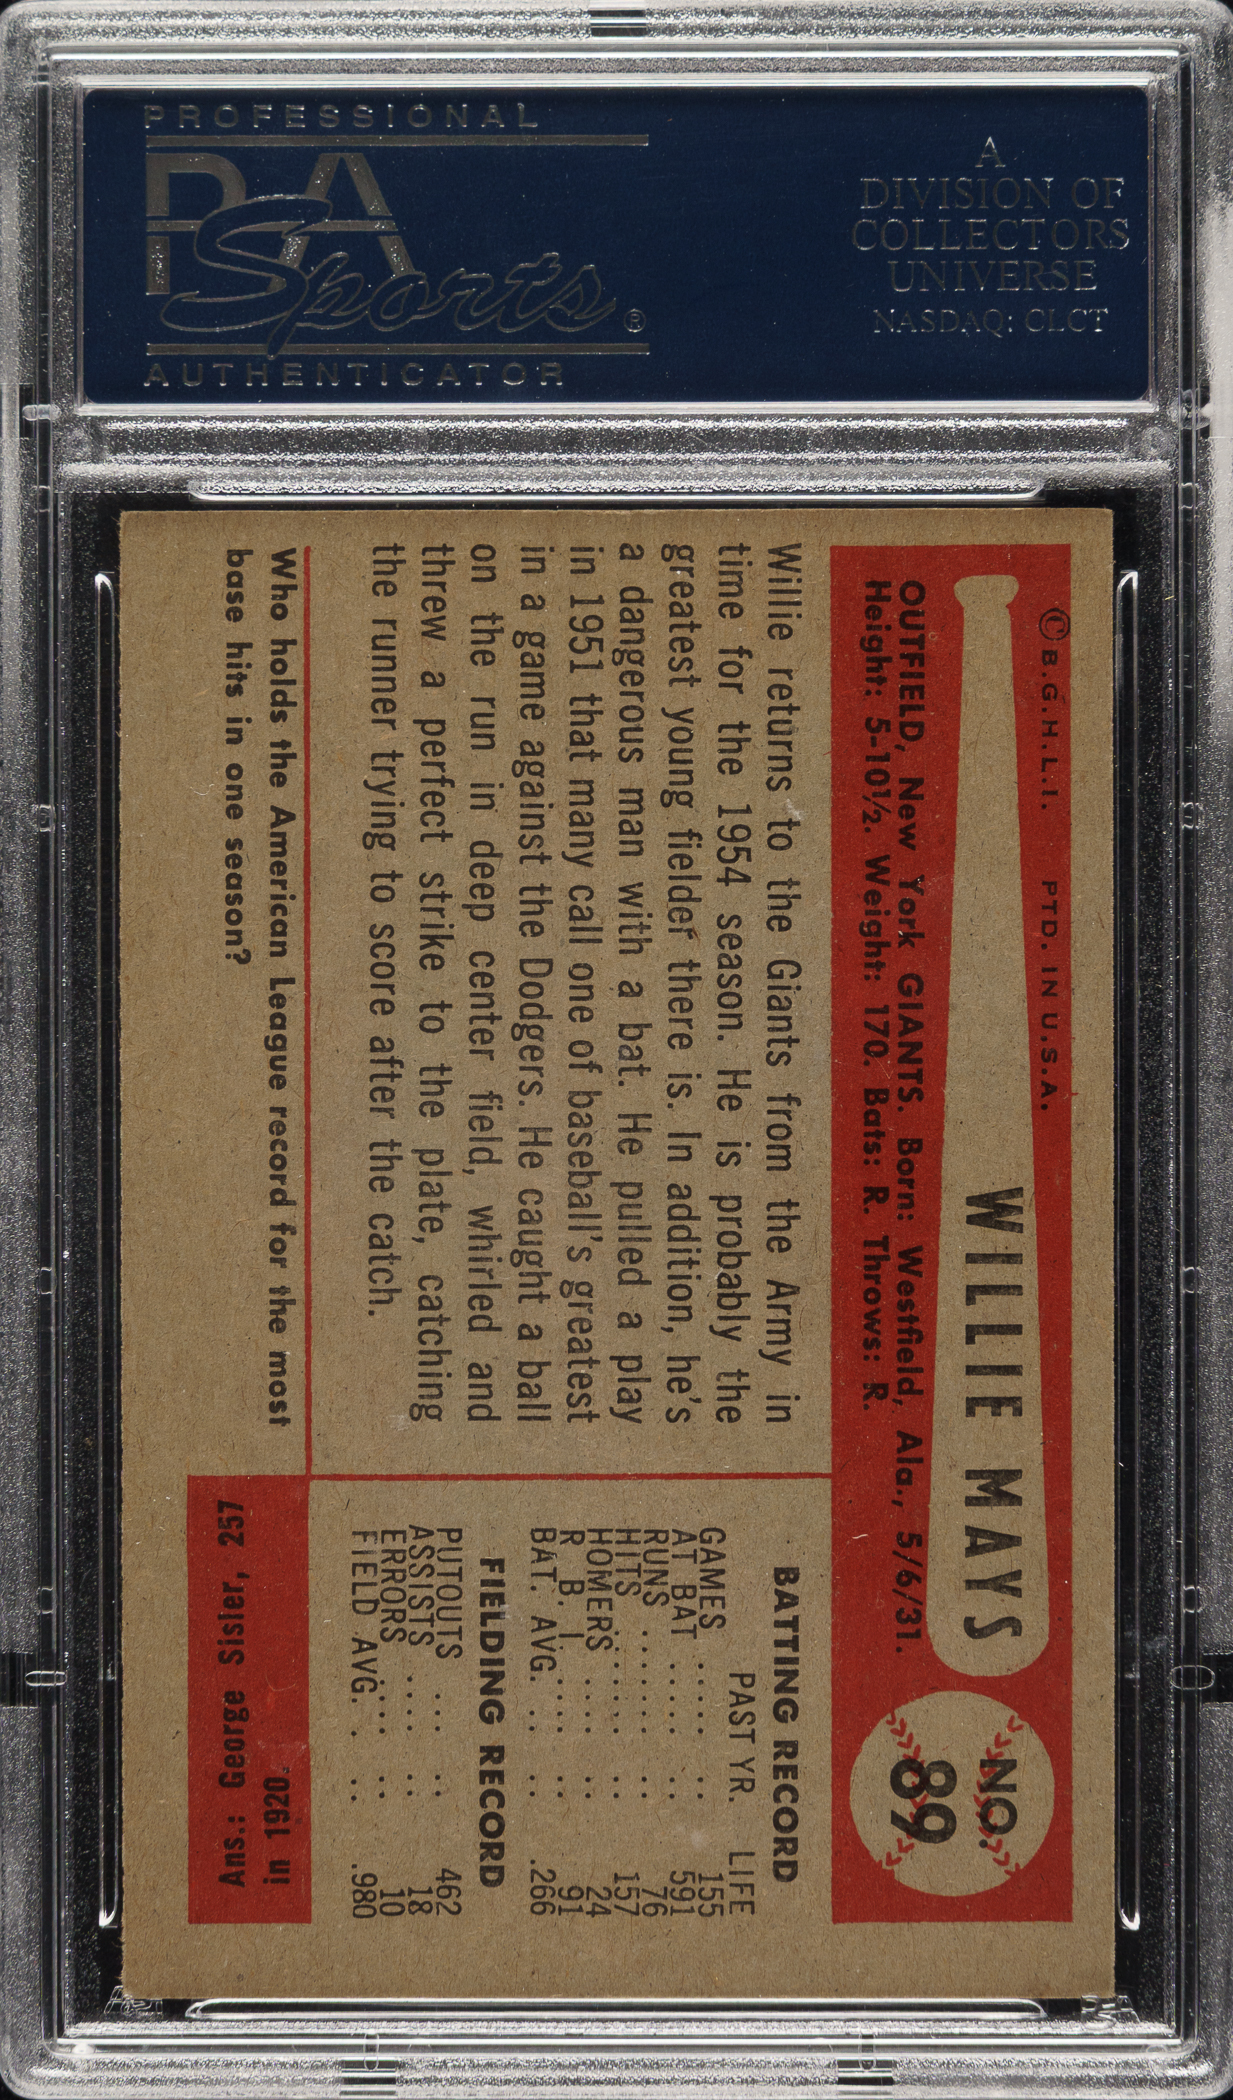 PROFESSIONAL
PSA
Sports®
AUTHENTICATOR
A
DIVISION OF
COLLECTORS
UNIVERSE
NASDAQ: CLCT
© B.G.H.L.I. PTD. IN U.S.A.
WILLIE MAYS
NO.
89
OUTFIELD, New York GIANTS. Born: Westfield, Ala., 5/6/31.
Height: 5-10½. Weight: 170. Bats: R. Throws: R.
Willie returns to the Giants from the Army in
time for the 1954 season. He is probably the
greatest young fielder there is. In addition, he's
a dangerous man with a bat. He pulled a play
in 1951 that many call one of baseball's greatest
in a game against the Dodgers. He caught a ball
on the run in deep center field, whirled and
threw a perfect strike to the plate, catching
the runner trying to score after the catch.
BATTING RECORD
PAST YR. LIFE
GAMES ..... .. 155
AT BAT .... .. 591
RUNS ...... .. 76
HITS ...... .. 157
HOMERS .... .. 24
R. B. I. .... .. 91
BAT. AVG. .. .. .266
FIELDING RECORD
PUTOUTS ... .. 462
ASSISTS .... .. 18
ERRORS .... .. 10
FIELD AVG. . .. .980
Who holds the American League record for the most
base hits in one season?
Ans.: George Sisler, 257
in 1920.